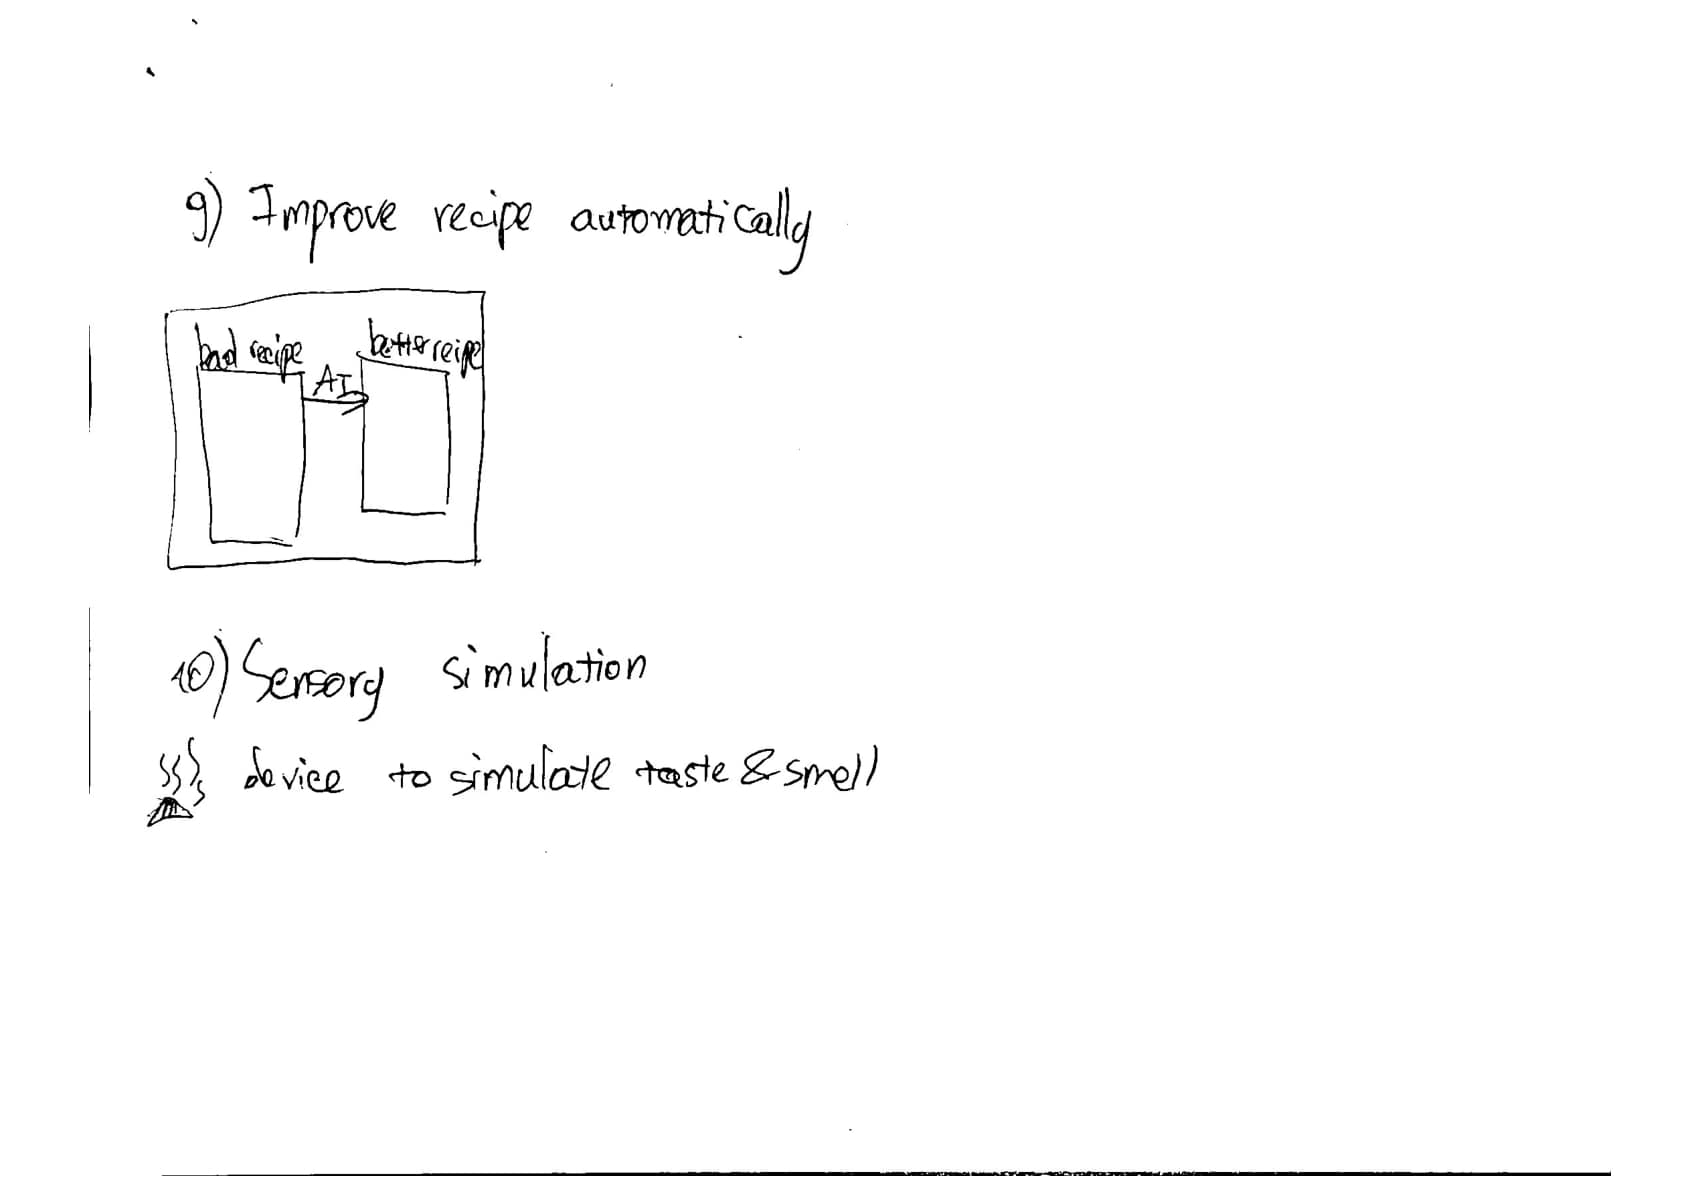 9) Improve recipe automatically
bad recipe
better reipe
AI
10) Sensory simulation
device to simulate taste & smell